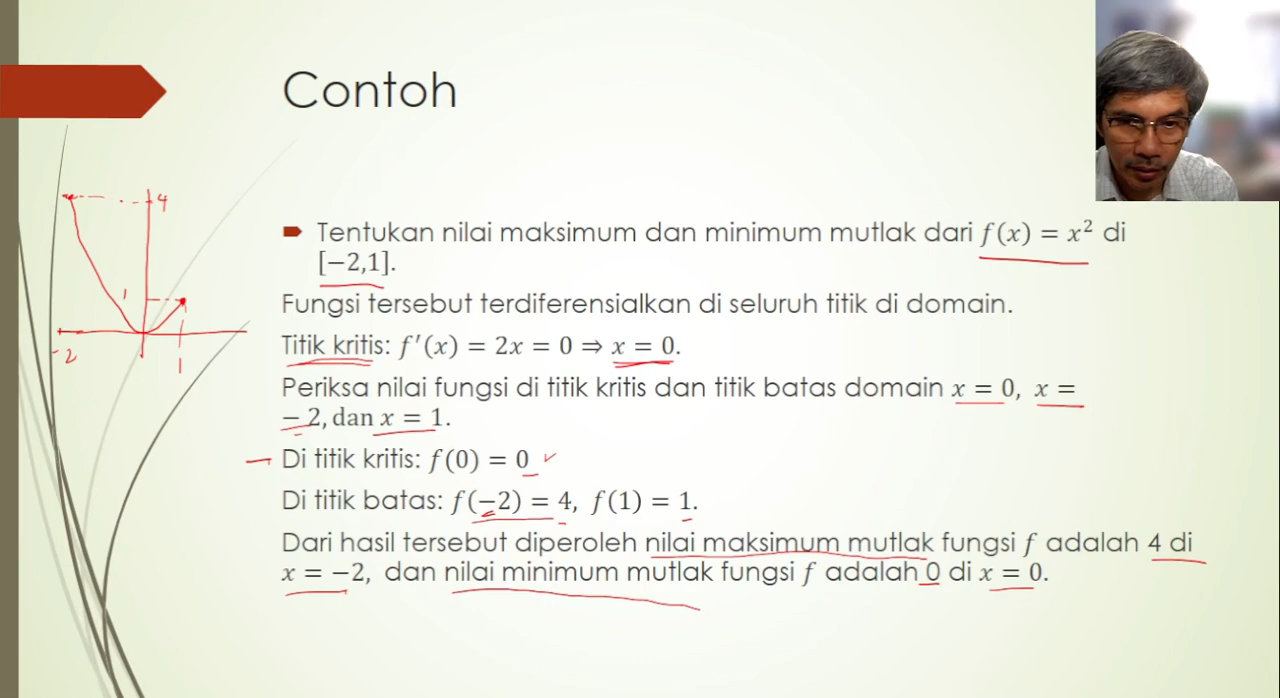 Contoh
4
Tentukan nilai maksimum dan minimum mutlak dari f(x) = x² di
[−2,1].
1
Fungsi tersebut terdiferensialkan di seluruh titik di domain.
-2
1
Titik kritis: f′(x) = 2x = 0 ⇒ x = 0.
Periksa nilai fungsi di titik kritis dan titik batas domain x = 0, x =
−2, dan x = 1.
Di titik kritis: f(0) = 0
Di titik batas: f(−2) = 4, f(1) = 1.
Dari hasil tersebut diperoleh nilai maksimum mutlak fungsi f adalah 4 di
x = −2, dan nilai minimum mutlak fungsi f adalah 0 di x = 0.